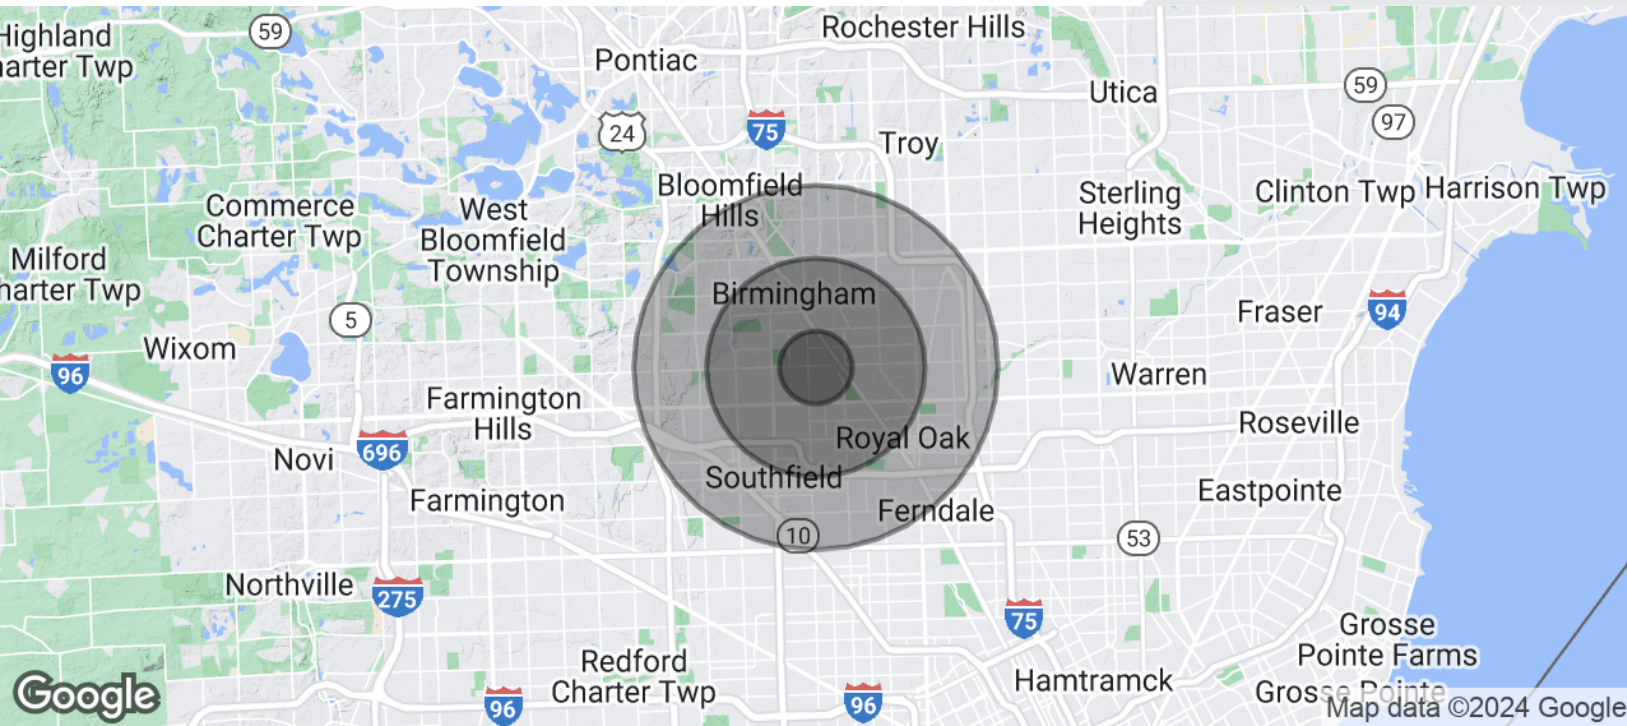 Highland
harter Twp
59
Pontiac
Rochester Hills
Utica
59
97
24
75
Troy
Bloomfield
Hills
Sterling
Heights
Clinton Twp
Harrison Twp
Commerce
Charter Twp
West
Bloomfield
Township
Milford
harter Twp
Birmingham
5
Fraser
94
Wixom
96
Warren
Farmington
Hills
Roseville
Royal Oak
696
Novi
Southfield
Farmington
Eastpointe
Ferndale
10
53
Northville
275
75
Grosse
Pointe Farms
Redford
Charter Twp
Hamtramck
Grosse Pointe
96
96
Google
Map data ©2024 Google